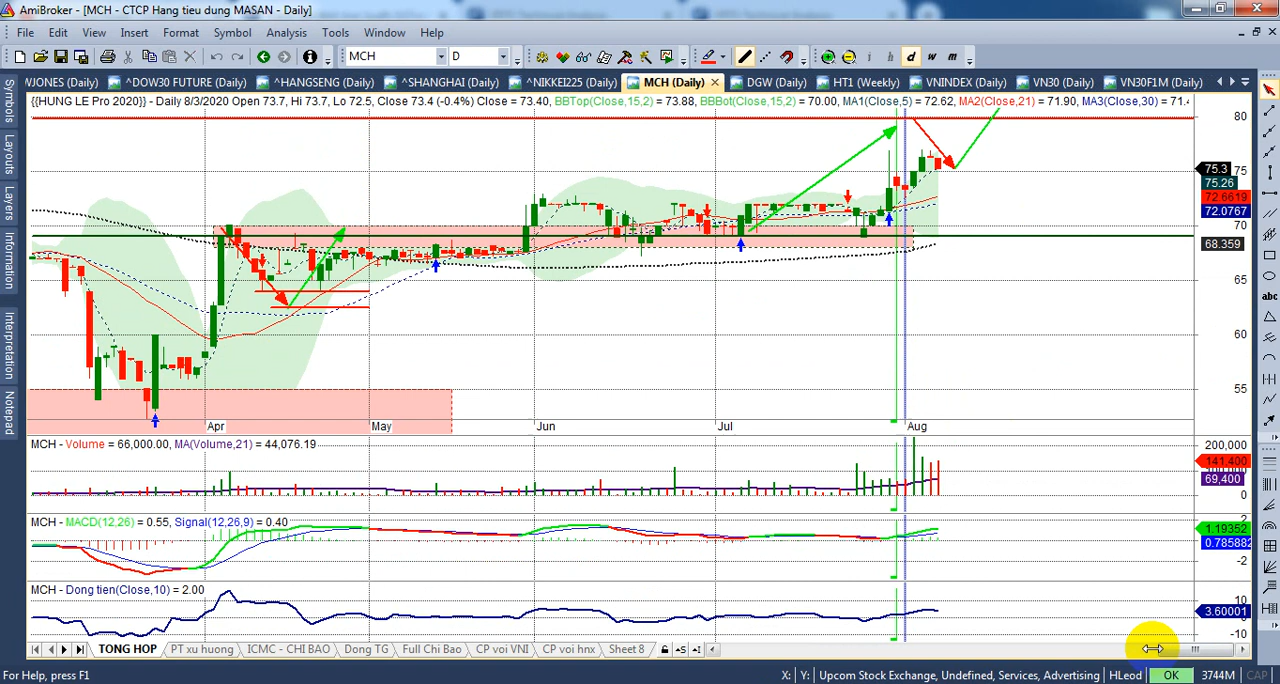 AmiBroker - [MCH - CTCP Hang tieu dung MASAN - Daily]
File Edit View Insert Format Symbol Analysis Tools Window Help
MCH D i h d w m
WJONES (Daily) ^DOW30 FUTURE (Daily) ^HANGSENG (Daily) ^SHANGHAI (Daily) ^NIKKEI225 (Daily) MCH (Daily) DGW (Daily) HT1 (Weekly) VNINDEX (Daily) VN30 (Daily) VN30F1M (Daily)
{{HUNG LE Pro 2020}} - Daily 8/3/2020 Open 73.7, Hi 73.7, Lo 72.5, Close 73.4 (-0.4%) Close = 73.40, BBTop(Close,15,2) = 73.88, BBBot(Close,15,2) = 70.00, MA1(Close,5) = 72.62, MA2(Close,21) = 71.90, MA3(Close,30) = 71.4
Symbols
Layouts
Layers
Information
Interpretation
Notepad
80
75
75.3
75.26
72.6619
72.0767
70
68.359
65
60
55
abc
Apr May Jun Jul Aug
MCH - Volume = 66,000.00, MA(Volume,21) = 44,076.19
200,000
141,400
69,400
0
MCH - MACD(12,26) = 0.55, Signal(12,26,9) = 0.40
2
1.19352
0.785882
-2
MCH - Dong tien(Close,10) = 2.00
10
3.60001
-10
TONG HOP PT xu huong ICMC - CHI BAO Dong TG Full chi Bao CP voi VNI CP voi hnx Sheet 8
For Help, press F1 X: Y: Upcom Stock Exchange, Undefined, Services, Advertising HLeod OK 3744M CAP